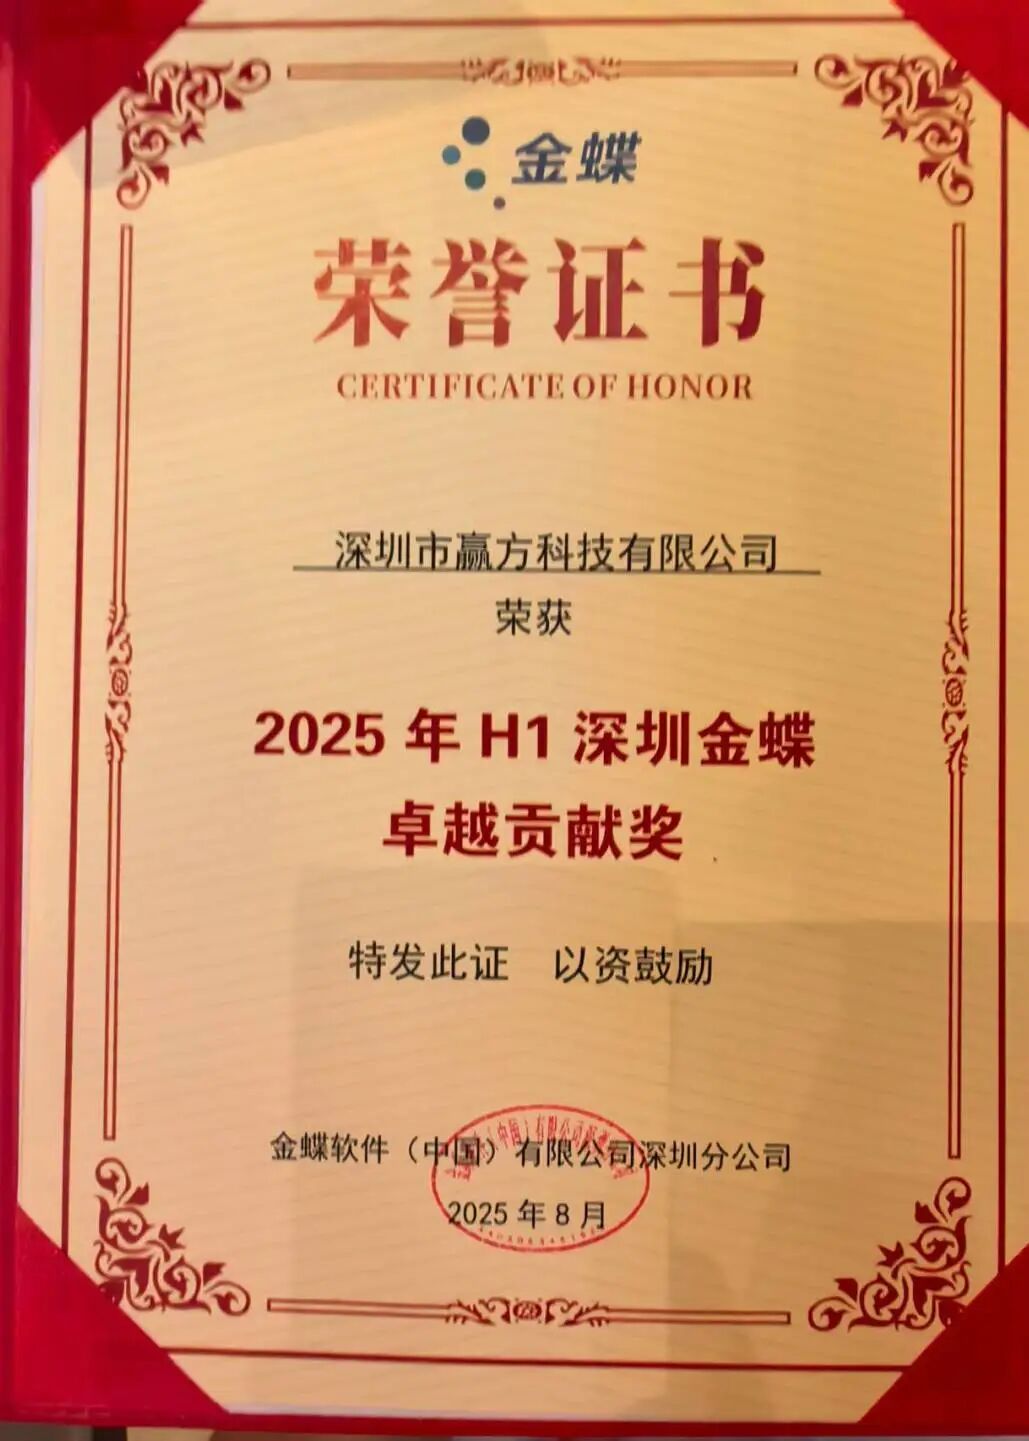 金蝶
荣誉证书
CERTIFICATE OF HONOR
深圳市赢方科技有限公司
荣获
2025 年 H1 深圳金蝶
卓越贡献奖
特发此证 以资鼓励
金蝶软件（中国）有限公司深圳分公司
2025 年 8 月